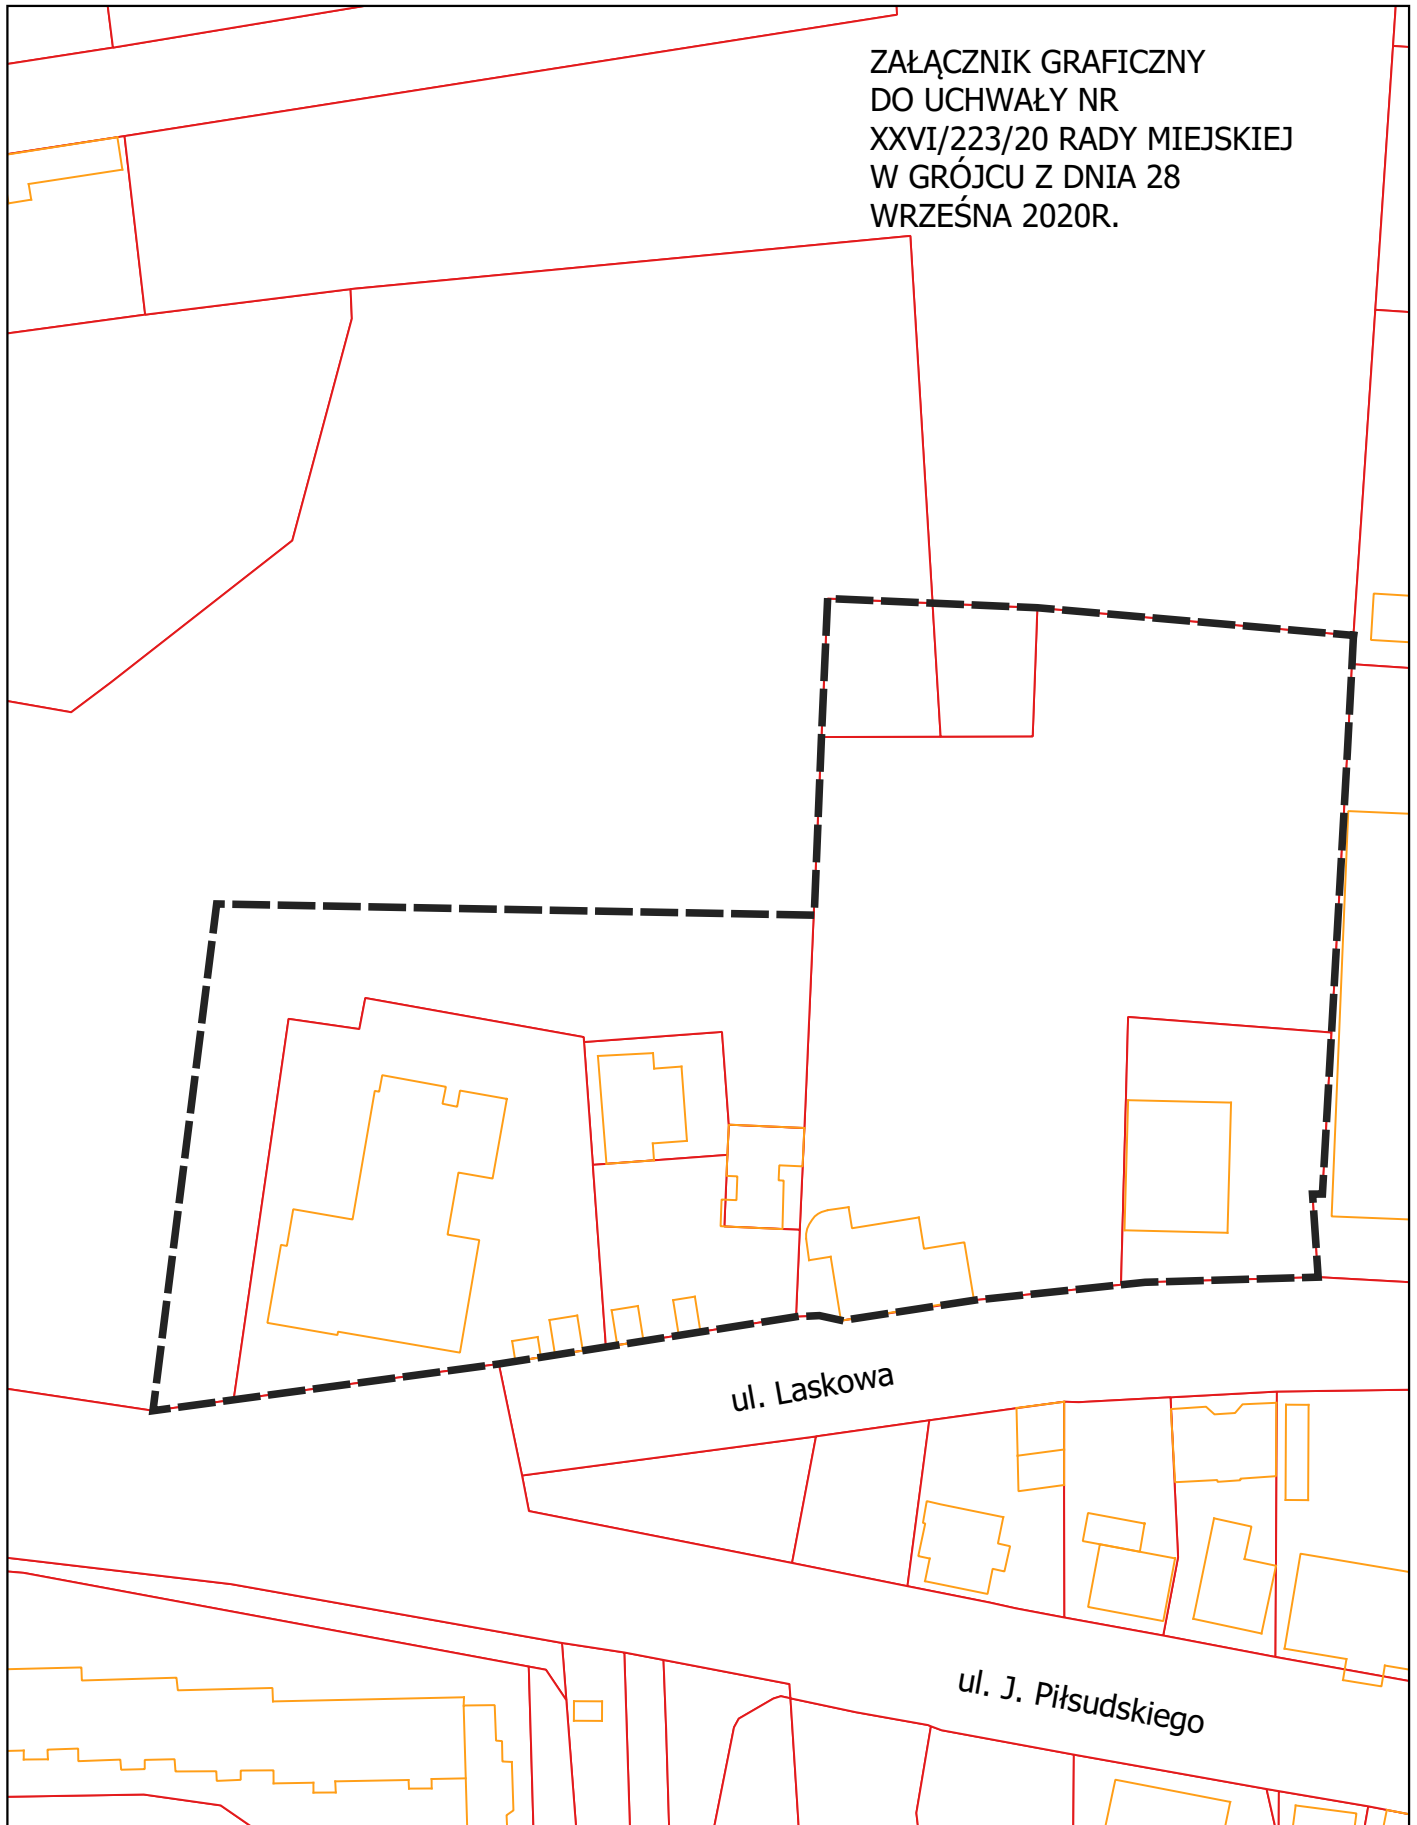 ZAŁĄCZNIK GRAFICZNY
DO UCHWAŁY NR
XXVI/223/20 RADY MIEJSKIEJ
W GRÓJCU Z DNIA 28
WRZEŚNA 2020R.
ul. Laskowa
ul. J. Piłsudskiego